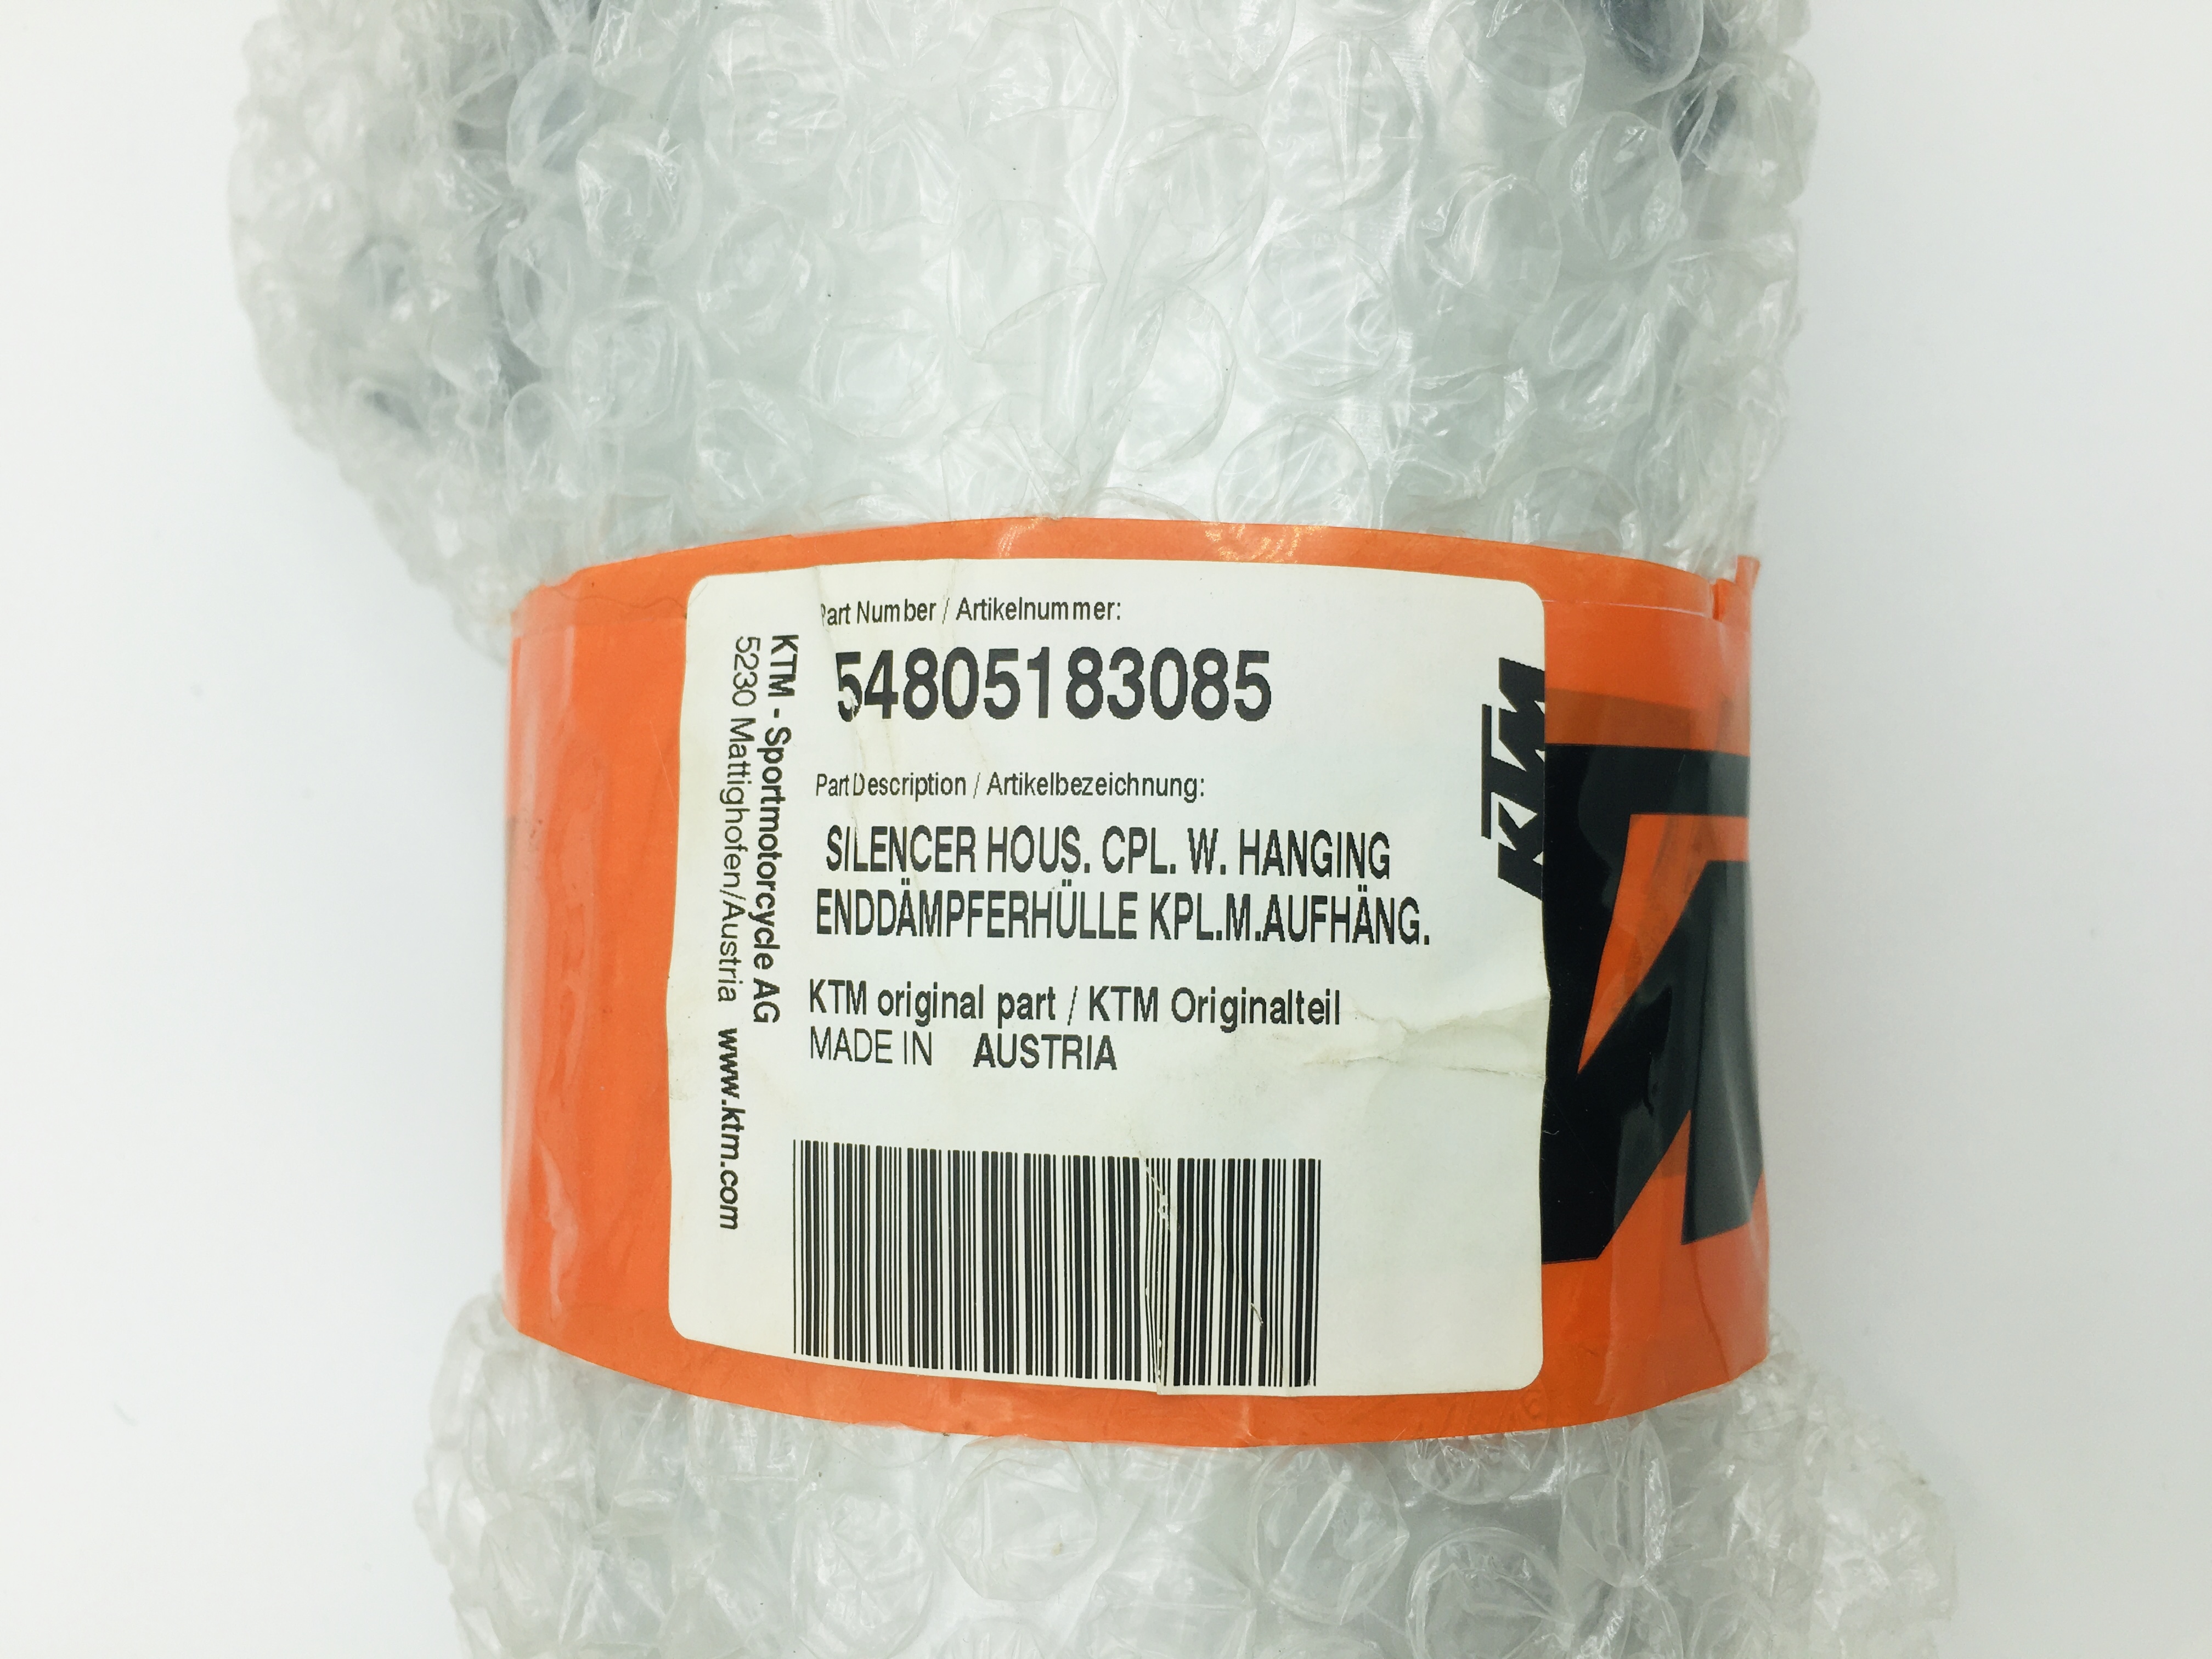 Part Number / Artikelnummer:
54805183085
Part Description / Artikelbezeichnung:
SILENCER HOUS. CPL. W. HANGING
ENDDÄMPFERHÜLLE KPL.M.AUFHÄNG.
KTM original part / KTM Originalteil
MADE IN AUSTRIA
KTM - Sportmotorcycle AG
5230 Mattighofen/Austria www.ktm.com
KTM